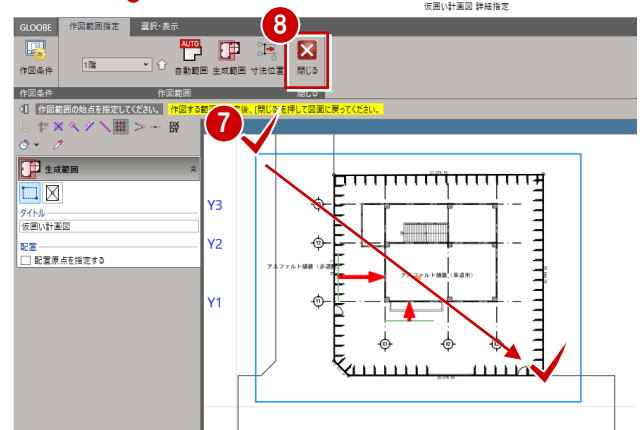 仮囲い計画図 詳細指定
GLOOBE 作図範囲指定 選択・表示
8
1階
AUTO
作図条件 自動範囲 生成範囲 寸法位置 閉じる
作図条件 作図範囲 閉じる
作図範囲の始点を指定してください。 作図する範囲
後、[閉じる]を押して図面に戻ってください。
7
生成範囲
タイトル
仮囲い計画図
配置
配置原点を指定する
Y3
Y3
Y2
Y2
アスファルト舗装（歩道用
アスファルト舗装（車道用）
Y1
Y1
X1 X2 X3